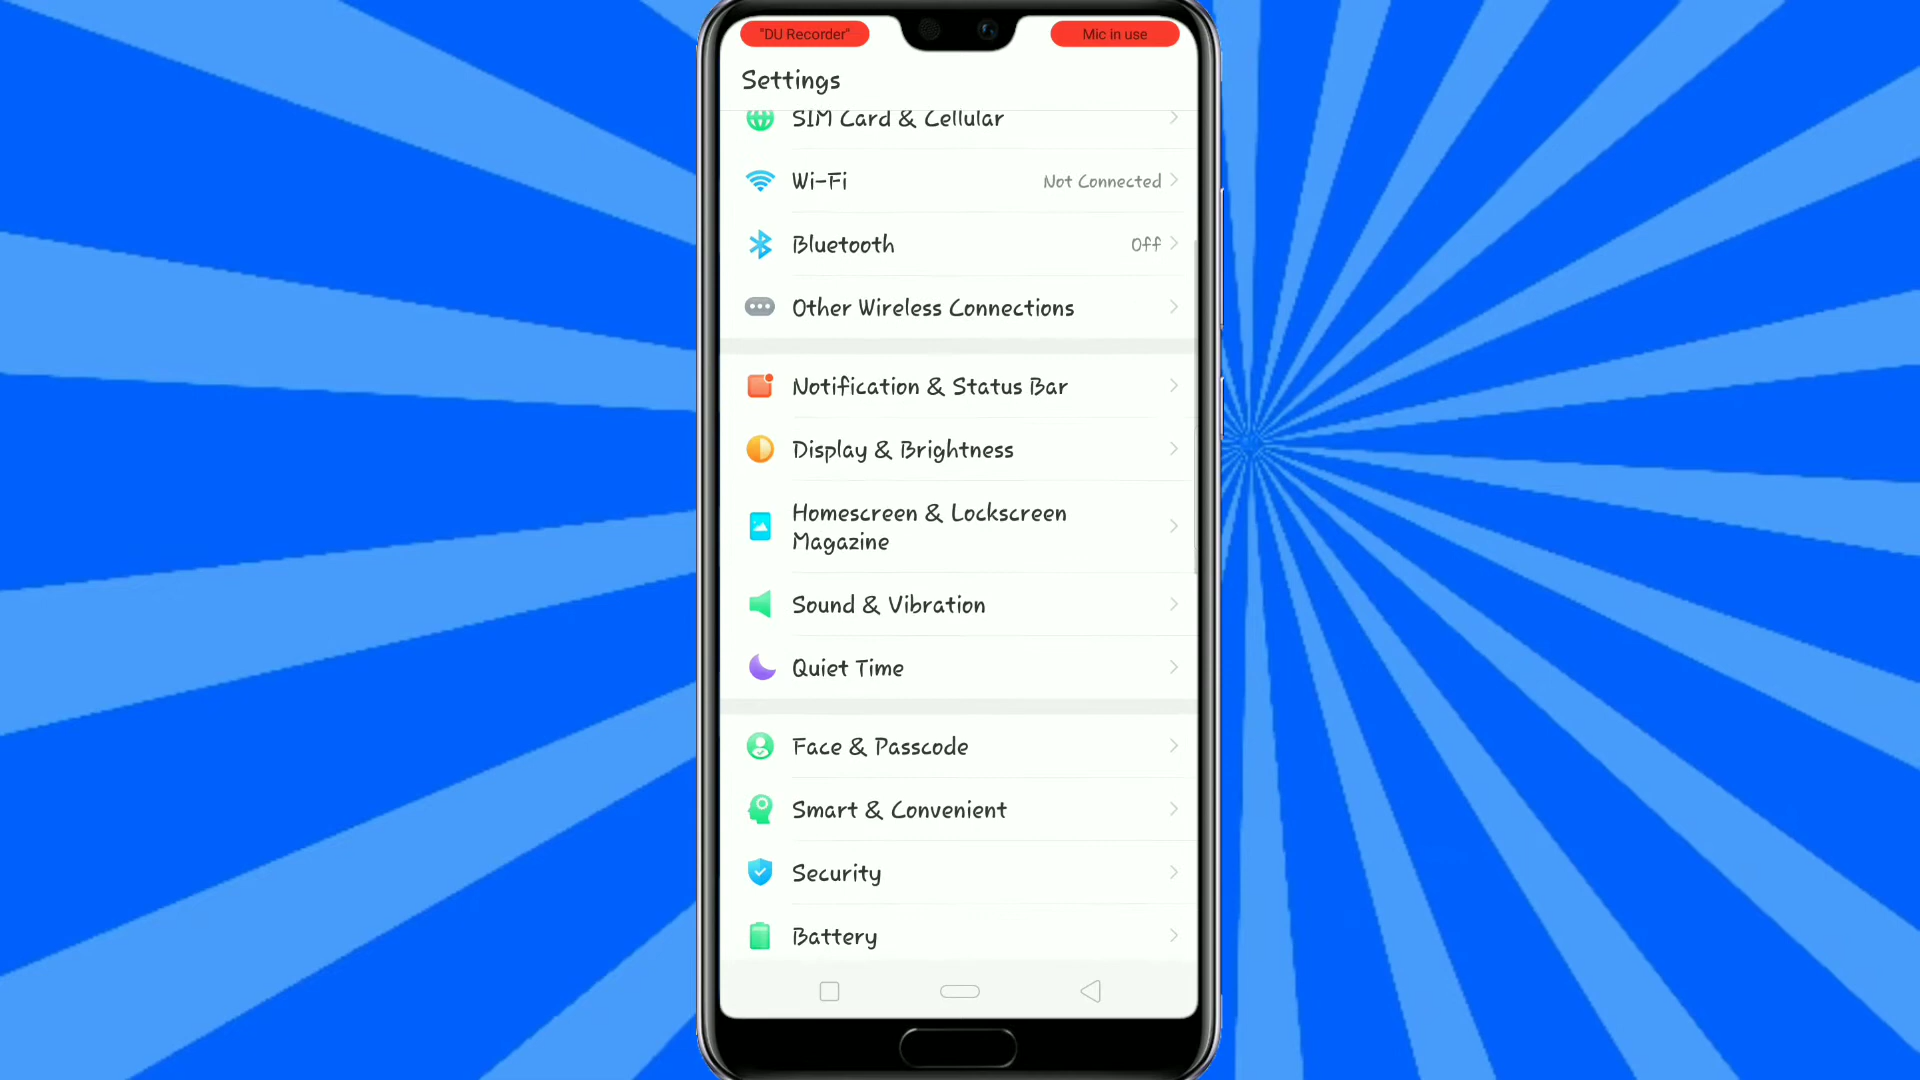 "DU Recorder"
Mic in use
Settings
SIM Card & Cellular
Wi-Fi
Not Connected
Bluetooth
Off
Other Wireless Connections
Notification & Status Bar
Display & Brightness
Homescreen & Lockscreen
Magazine
Sound & Vibration
Quiet Time
Face & Passcode
Smart & Convenient
Security
Battery